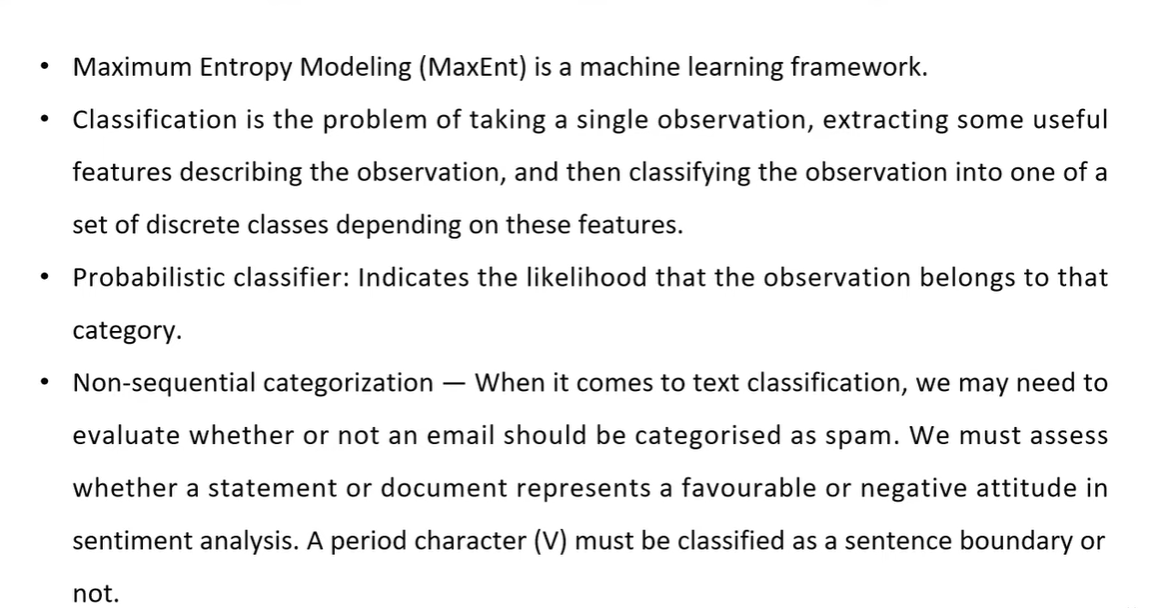 • Maximum Entropy Modeling (MaxEnt) is a machine learning framework.
• Classification is the problem of taking a single observation, extracting some useful
features describing the observation, and then classifying the observation into one of a
set of discrete classes depending on these features.
• Probabilistic classifier: Indicates the likelihood that the observation belongs to that
category.
• Non-sequential categorization — When it comes to text classification, we may need to
evaluate whether or not an email should be categorised as spam. We must assess
whether a statement or document represents a favourable or negative attitude in
sentiment analysis. A period character (V) must be classified as a sentence boundary or
not.